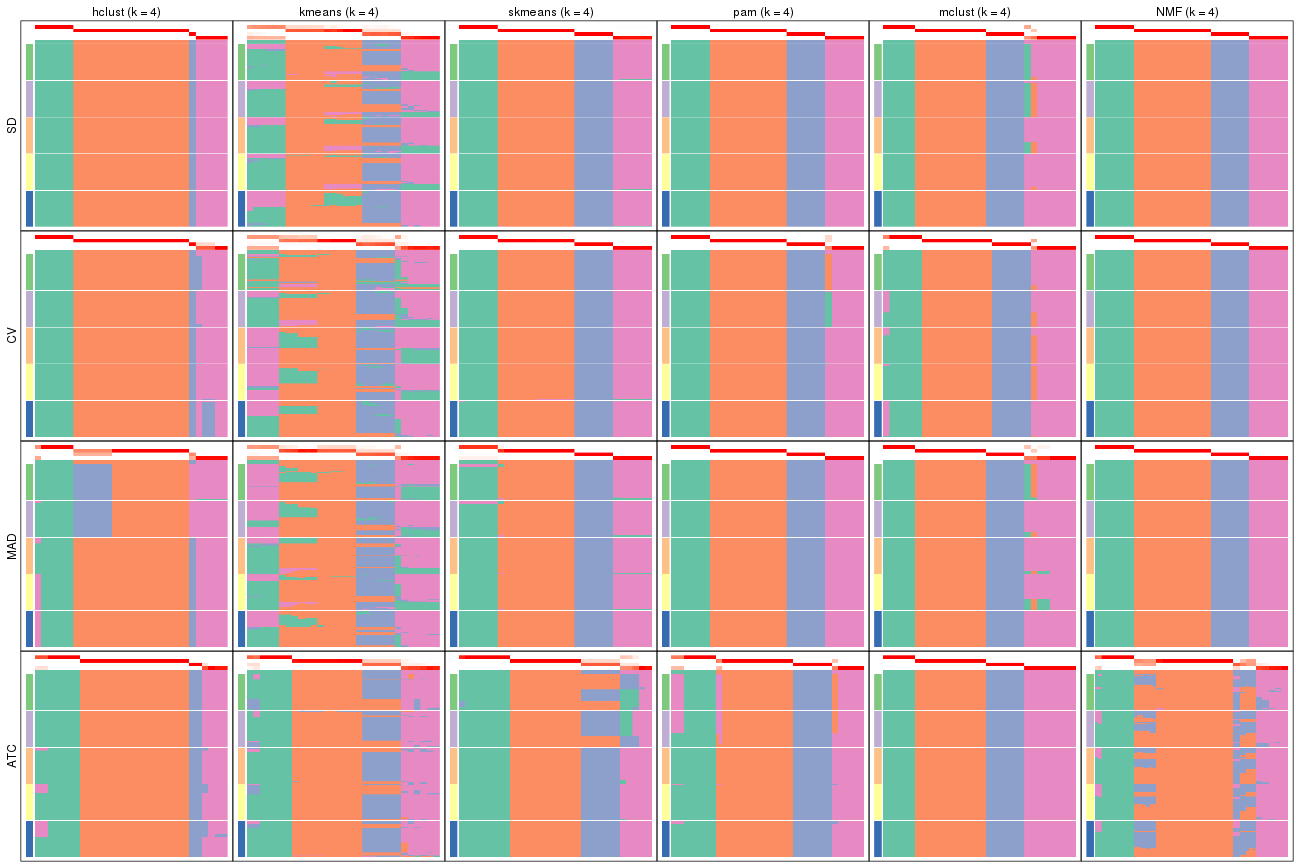 hclust (k = 4) kmeans (k = 4) skmeans (k = 4) pam (k = 4) mclust (k = 4) NMF (k = 4)
SD
CV
MAD
ATC